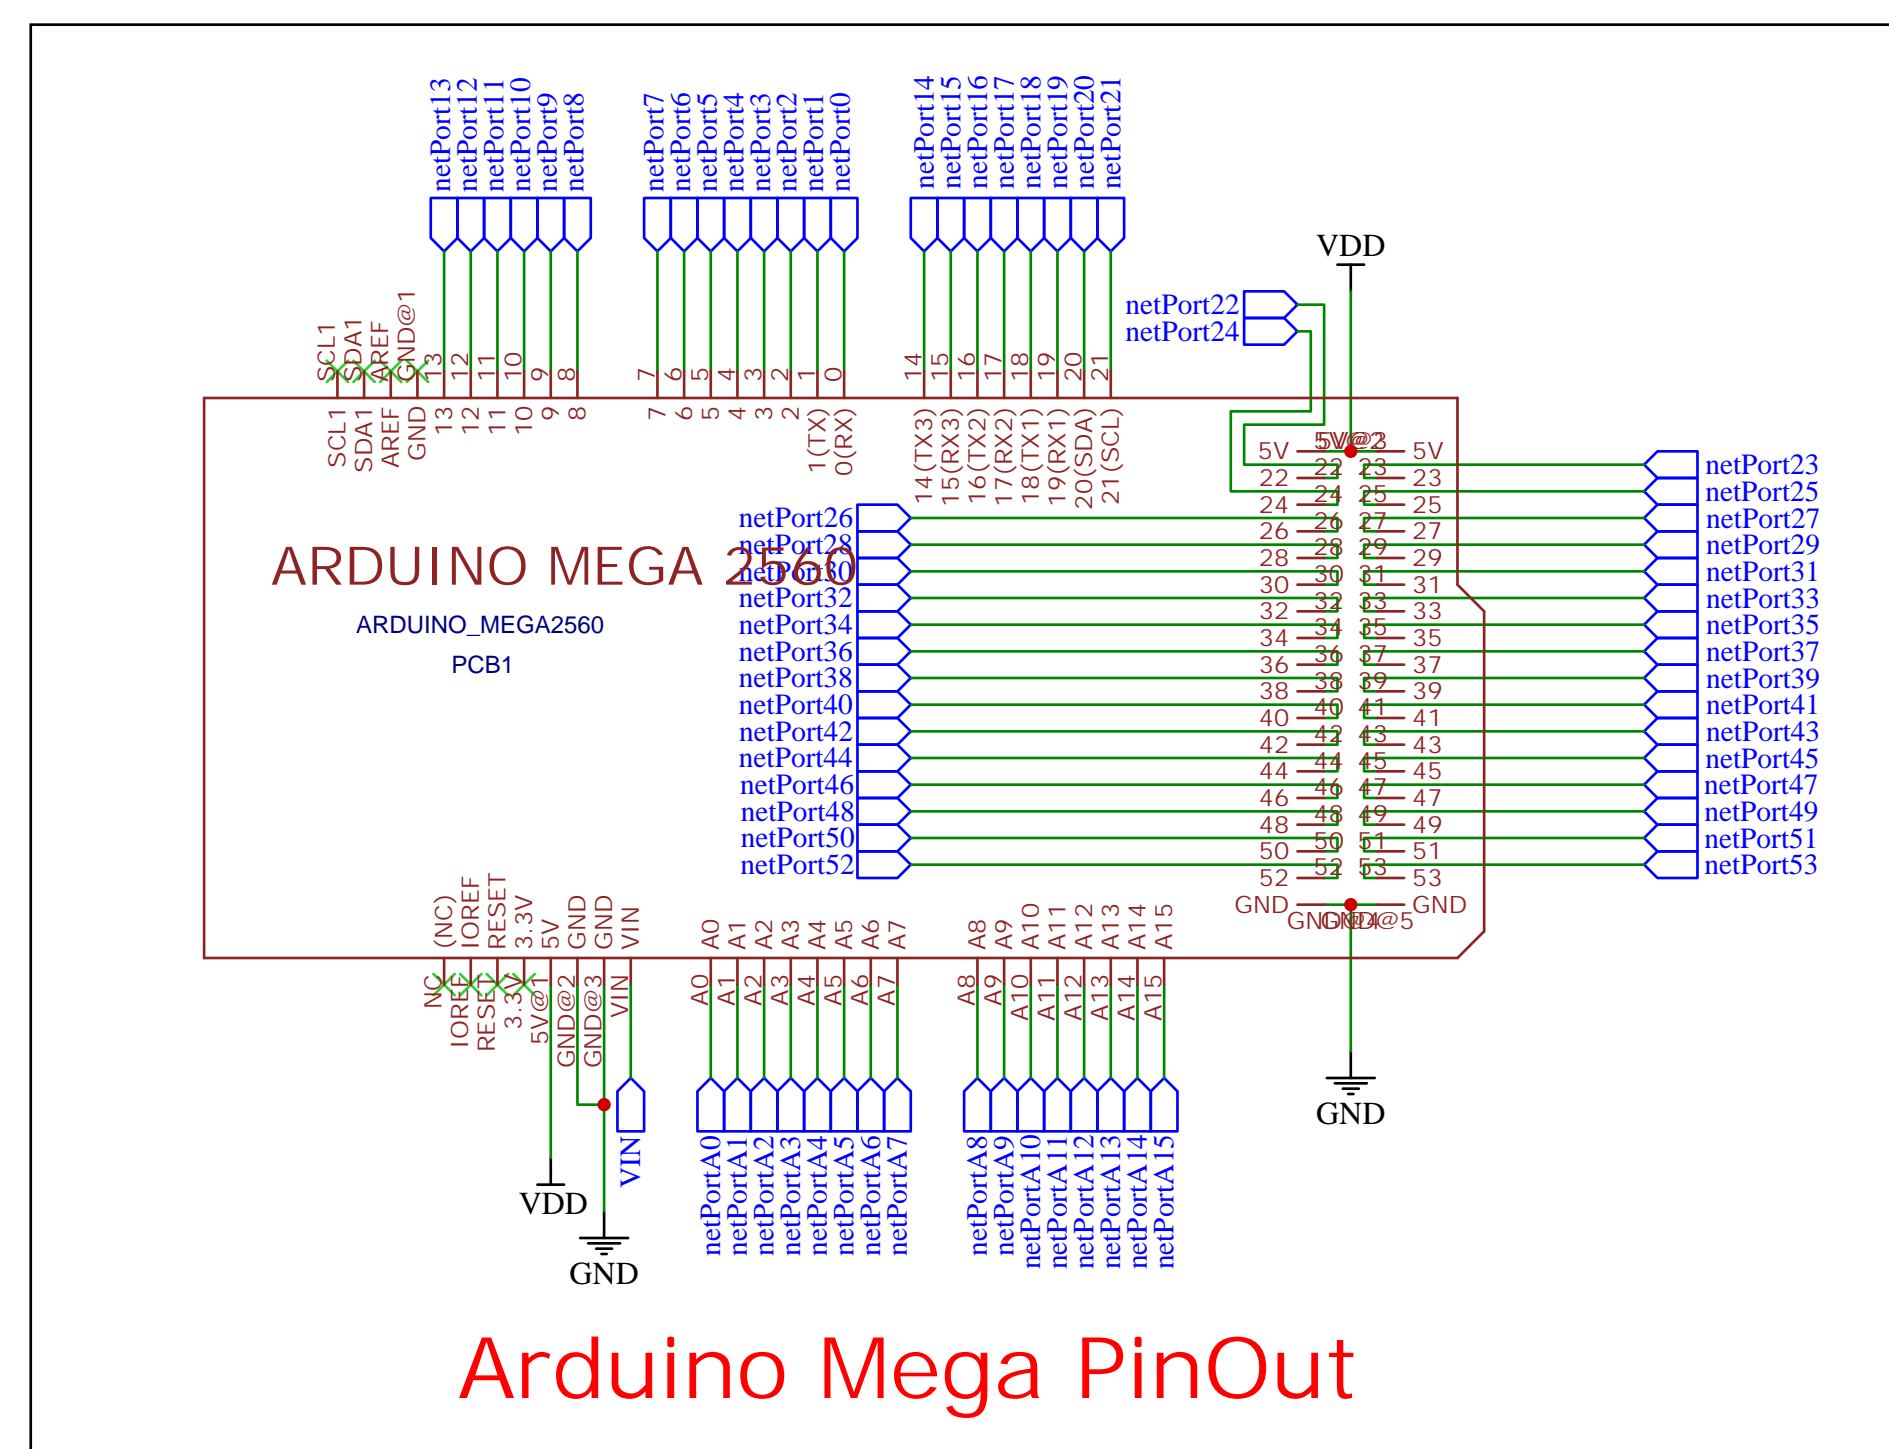 netPort13
netPort12
netPort11
netPort10
netPort9
netPort8
netPort7
netPort6
netPort5
netPort4
netPort3
netPort2
netPort1
netPort0
netPort14
netPort15
netPort16
netPort17
netPort18
netPort19
netPort20
netPort21
VDD
netPort22
netPort24
SCL1
SDA1
AREF
GND@1
13
12
11
10
9
8
7
6
5
4
3
2
1
0
14
15
16
17
18
19
20
21
SCL1
SDA1
AREF
GND
13
12
11
10
9
8
7
6
5
4
3
2
1(TX)
0(RX)
14(TX3)
15(RX3)
16(TX2)
17(RX2)
18(TX1)
19(RX1)
20(SDA)
21(SCL)
5V 5V@2 5V@3 5V
22 22 23 23 netPort23
24 24 25 25 netPort25
netPort26 26 26 27 27 netPort27
netPort28 28 28 29 29 netPort29
netPort30 30 30 31 31 netPort31
netPort32 32 32 33 33 netPort33
netPort34 34 34 35 35 netPort35
netPort36 36 36 37 37 netPort37
netPort38 38 38 39 39 netPort39
netPort40 40 40 41 41 netPort41
netPort42 42 42 43 43 netPort43
netPort44 44 44 45 45 netPort45
netPort46 46 46 47 47 netPort47
netPort48 48 48 49 49 netPort49
netPort50 50 50 51 51 netPort51
netPort52 52 52 53 53 netPort53
GND GND@4 GND@5 GND
ARDUINO MEGA 2560
ARDUINO_MEGA2560
PCB1
(NC)
IOREF
RESET
3.3V
5V
GND
GND
VIN
A0
A1
A2
A3
A4
A5
A6
A7
A8
A9
A10
A11
A12
A13
A14
A15
NC
IOREF
RESET
3.3V
5V@1
GND@2
GND@3
VIN
A0
A1
A2
A3
A4
A5
A6
A7
A8
A9
A10
A11
A12
A13
A14
A15
VIN
netPortA0
netPortA1
netPortA2
netPortA3
netPortA4
netPortA5
netPortA6
netPortA7
netPortA8
netPortA9
netPortA10
netPortA11
netPortA12
netPortA13
netPortA14
netPortA15
GND
VDD
GND
Arduino Mega PinOut